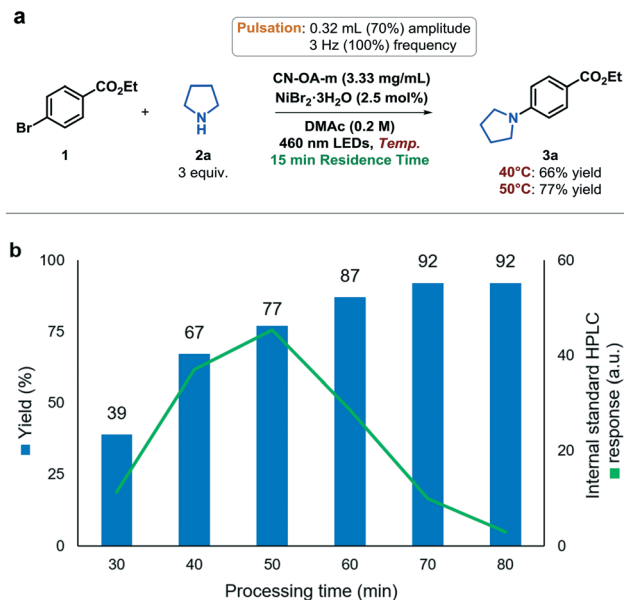 a
Pulsation: 0.32 mL (70%) amplitude
3 Hz (100%) frequency
CO₂Et
Br
1
+
N
H
2a
3 equiv.
CN-OA-m (3.33 mg/mL)
NiBr₂·3H₂O (2.5 mol%)
DMAc (0.2 M)
460 nm LEDs, Temp.
15 min Residence Time
CO₂Et
N
3a
40°C: 66% yield
50°C: 77% yield
b
Yield (%)
100
75
50
25
0
39
67
77
87
92
92
60
40
20
0
Internal standard HPLC
response (a.u.)
30 40 50 60 70 80
Processing time (min)